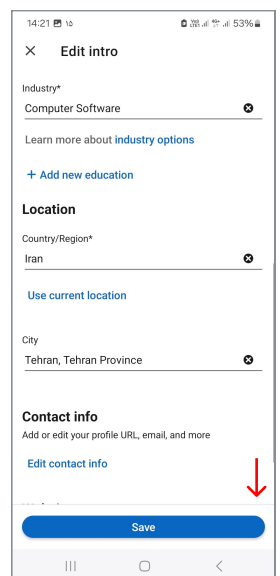 14:21
53%
Edit intro
Industry*
Computer Software
Learn more about industry options
+ Add new education
Location
Country/Region*
Iran
Use current location
City
Tehran, Tehran Province
Contact info
Add or edit your profile URL, email, and more
Edit contact info
Save